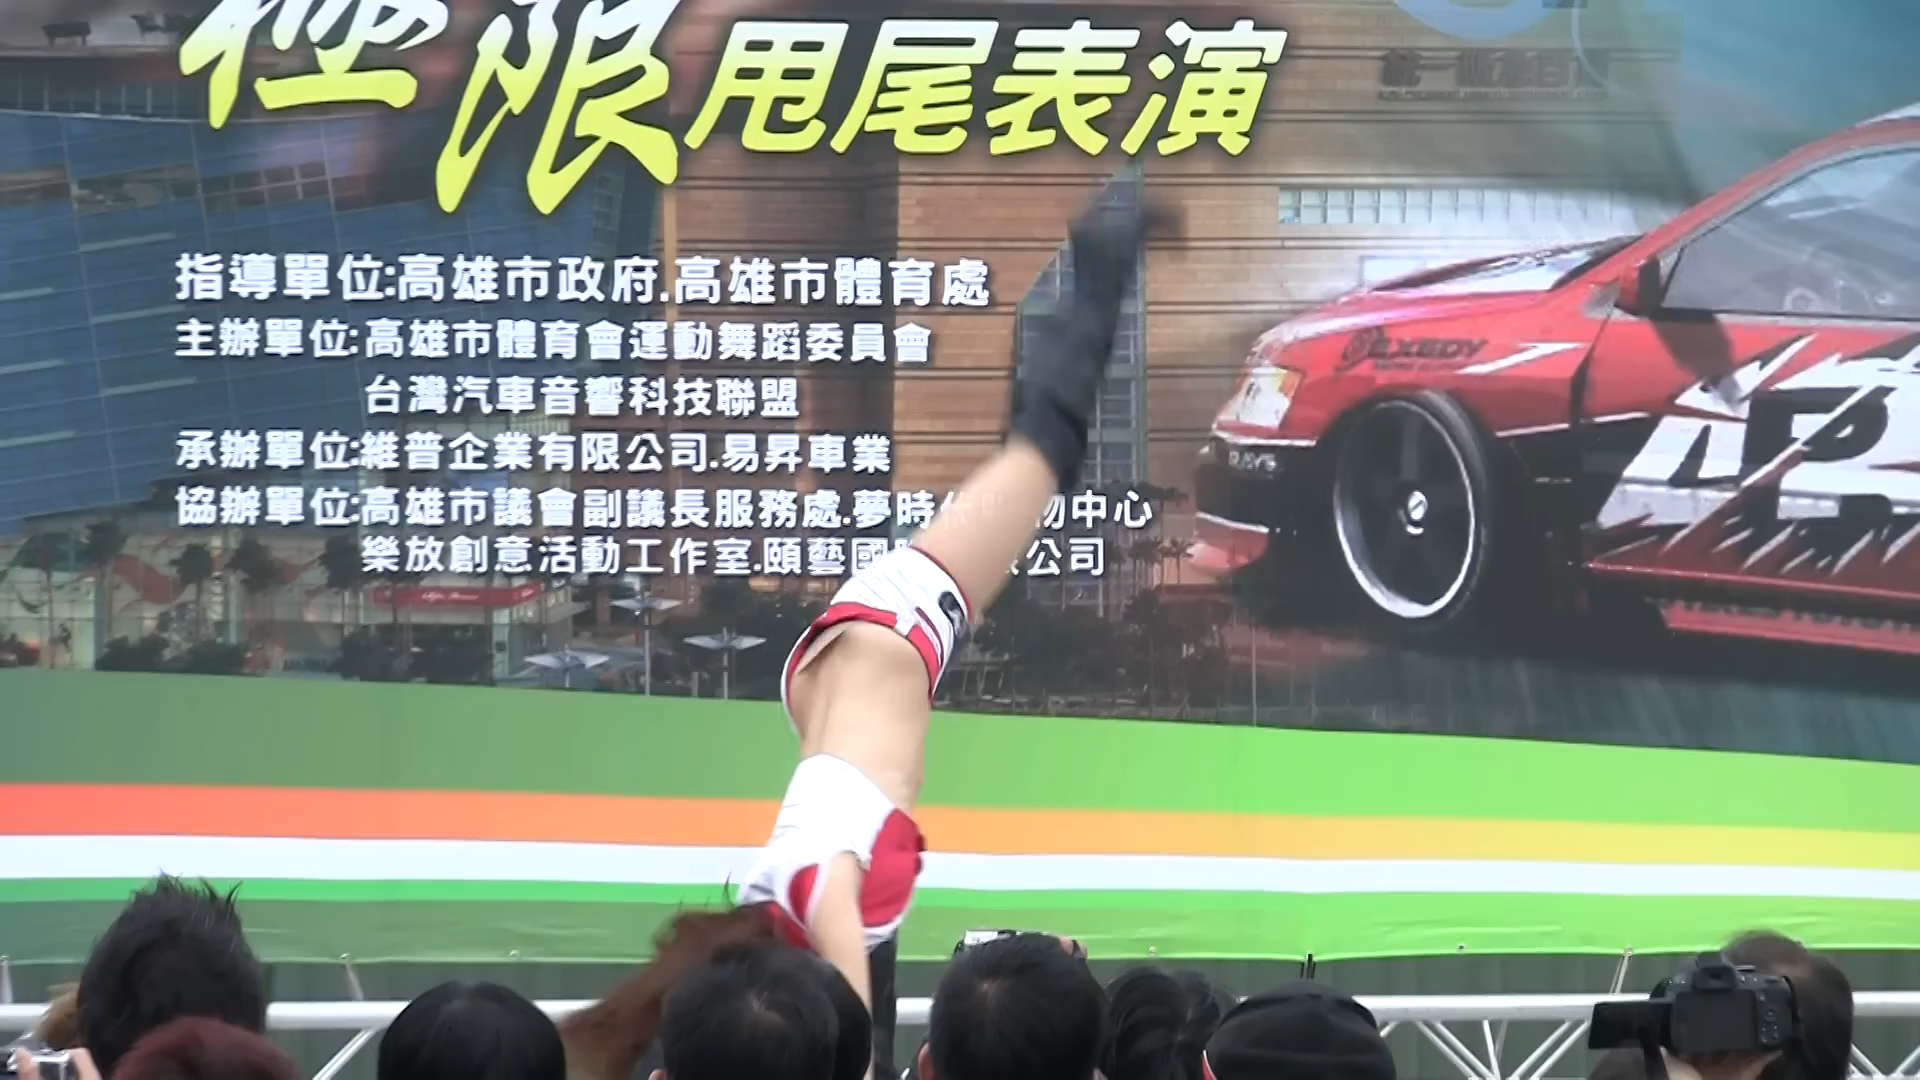 極限甩尾表演
指導單位:高雄市政府.高雄市體育處
主辦單位:高雄市體育會運動舞蹈委員會
台灣汽車音響科技聯盟
承辦單位:維普企業有限公司.易昇車業
協辦單位:高雄市議會副議長服務處.夢時代 物中心
樂放創意活動工作室.頤藝國 公司
EXEDY
RAYS